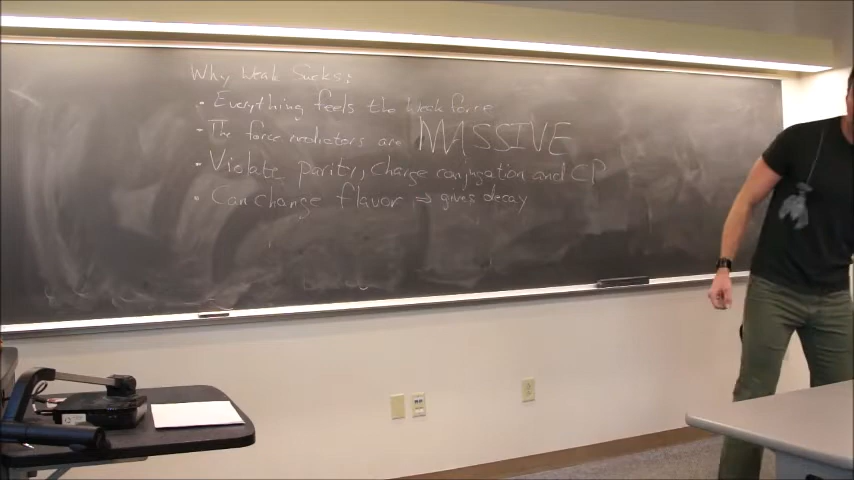 Why Weak Sucks:
• Everything feels the weak force
• The force mediators are MASSIVE
• Violate parity, charge conjugation and CP
• Can change flavor ⇒ gives decay